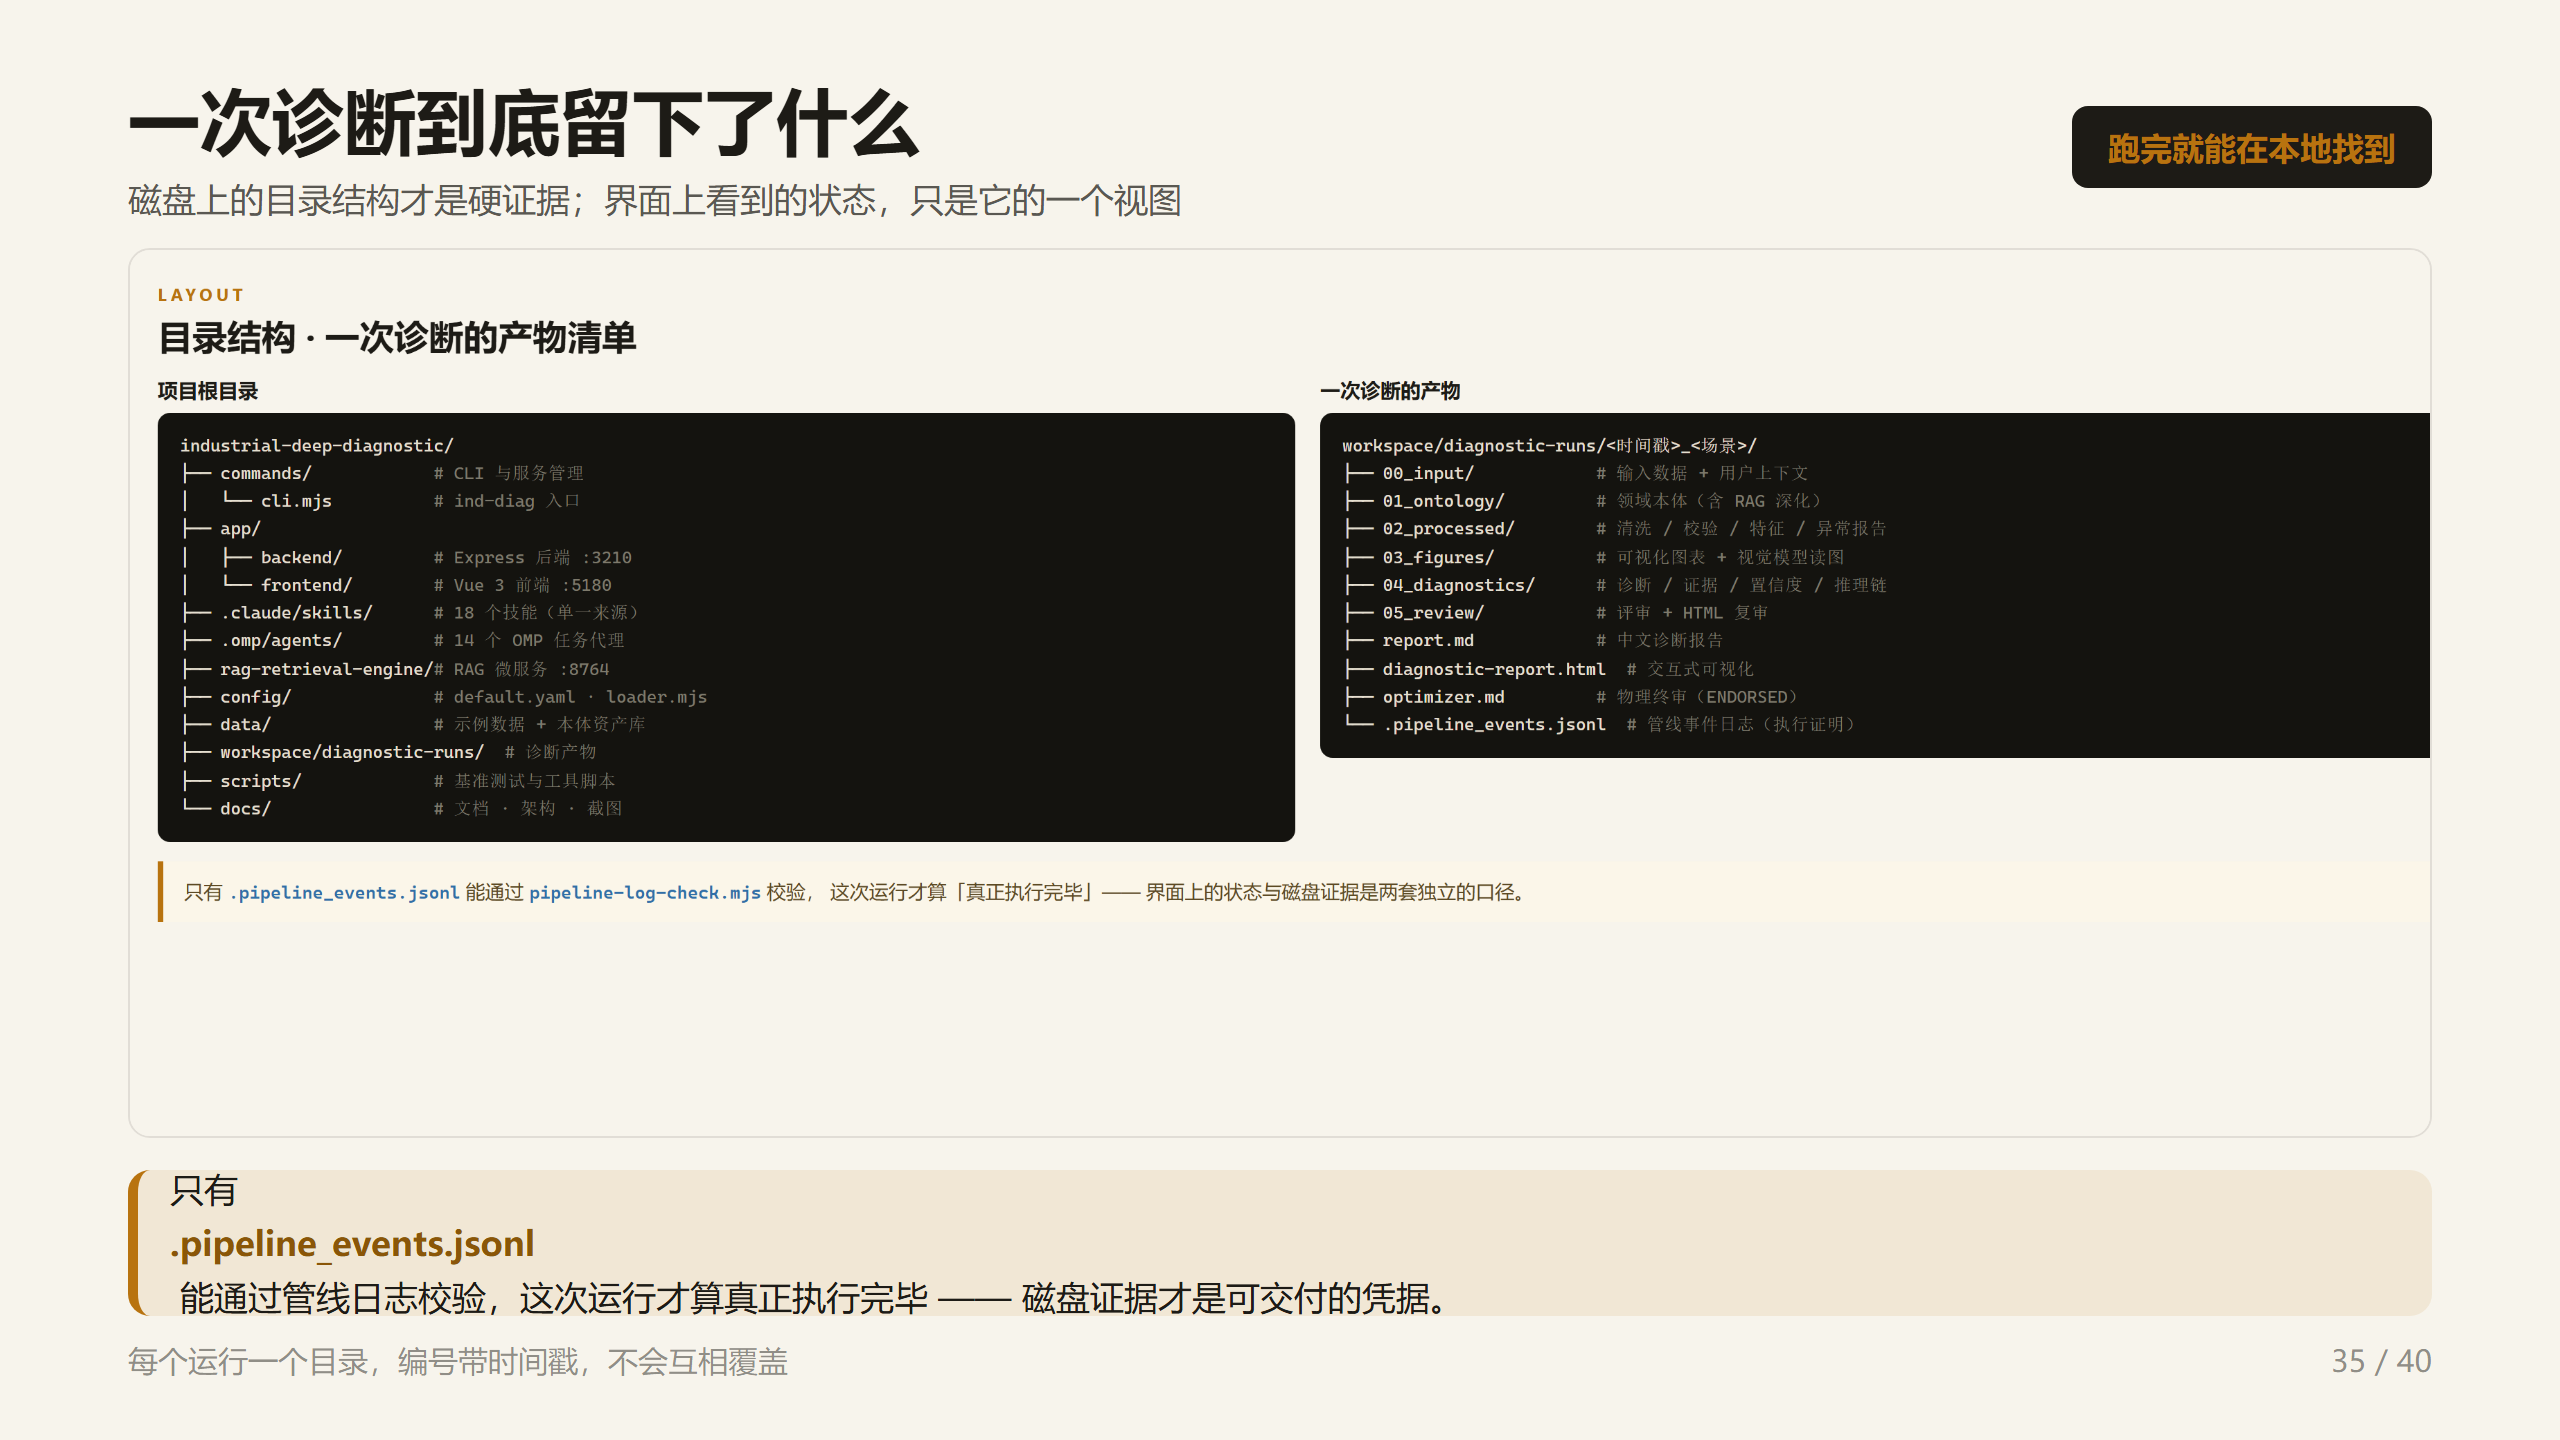 一次诊断到底留下了什么
磁盘上的目录结构才是硬证据；界面上看到的状态，只是它的一个视图
跑完就能在本地找到
LAYOUT
目录结构 · 一次诊断的产物清单
项目根目录
industrial-deep-diagnostic/
├── commands/ # CLI 与服务管理
│   └── cli.mjs # ind-diag 入口
├── app/
│   ├── backend/ # Express 后端 :3210
│   └── frontend/ # Vue 3 前端 :5180
├── .claude/skills/ # 18 个技能（单一来源）
├── .omp/agents/ # 14 个 OMP 任务代理
├── rag-retrieval-engine/# RAG 微服务 :8764
├── config/ # default.yaml · loader.mjs
├── data/ # 示例数据 + 本体资产库
├── workspace/diagnostic-runs/ # 诊断产物
├── scripts/ # 基准测试与工具脚本
└── docs/ # 文档 · 架构 · 截图
一次诊断的产物
workspace/diagnostic-runs/<时间戳>_<场景>/
├── 00_input/ # 输入数据 + 用户上下文
├── 01_ontology/ # 领域本体（含 RAG 深化）
├── 02_processed/ # 清洗 / 校验 / 特征 / 异常报告
├── 03_figures/ # 可视化图表 + 视觉模型读图
├── 04_diagnostics/ # 诊断 / 证据 / 置信度 / 推理链
├── 05_review/ # 评审 + HTML 复审
├── report.md # 中文诊断报告
├── diagnostic-report.html # 交互式可视化
├── optimizer.md # 物理终审（ENDORSED）
└── .pipeline_events.jsonl # 管线事件日志（执行证明）
只有 .pipeline_events.jsonl 能通过 pipeline-log-check.mjs 校验， 这次运行才算「真正执行完毕」—— 界面上的状态与磁盘证据是两套独立的口径。
只有
.pipeline_events.jsonl
能通过管线日志校验，这次运行才算真正执行完毕 —— 磁盘证据才是可交付的凭据。
每个运行一个目录，编号带时间戳，不会互相覆盖
35 / 40